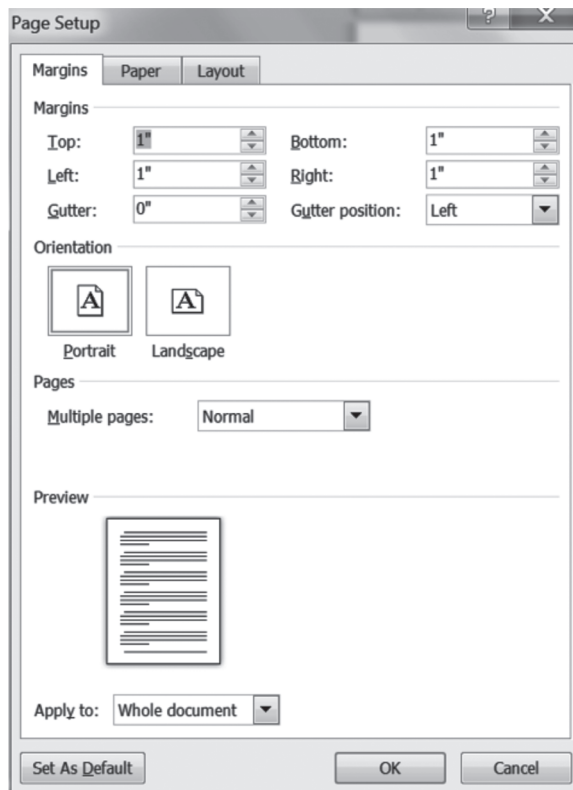 Page Setup
Margins Paper Layout
Margins
Top: 1" Bottom: 1"
Left: 1" Right: 1"
Gutter: 0" Gutter position: Left
Orientation
A A
Portrait Landscape
Pages
Multiple pages: Normal
Preview
Apply to: Whole document
Set As Default OK Cancel